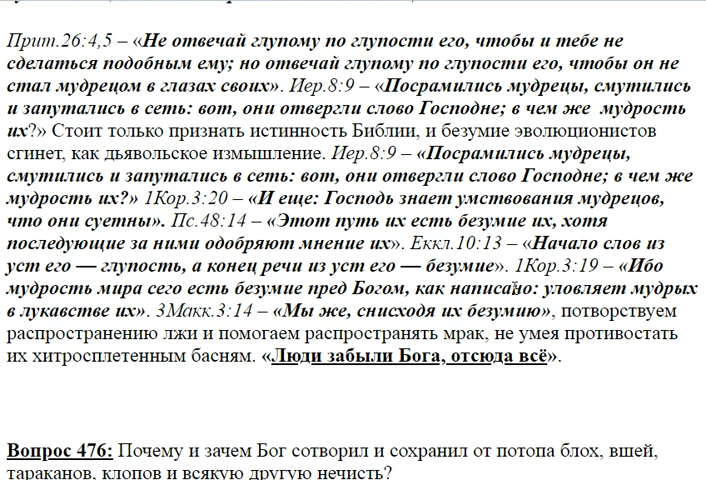 Прит.26:4,5 – «Не отвечай глупому по глупости его, чтобы и тебе не
сделаться подобным ему; но отвечай глупому по глупости его, чтобы он не
стал мудрецом в глазах своих». Иер.8:9 – «Посрамились мудрецы, смутились
и запутались в сеть: вот, они отвергли слово Господне; в чем же мудрость
их?» Стоит только признать истинность Библии, и безумие эволюционистов
сгинет, как дьявольское измышление. Иер.8:9 – «Посрамились мудрецы,
смутились и запутались в сеть: вот, они отвергли слово Господне; в чем же
мудрость их?» 1Кор.3:20 – «И еще: Господь знает умствования мудрецов,
что они суетны». Пс.48:14 – «Этот путь их есть безумие их, хотя
последующие за ними одобряют мнение их». Еккл.10:13 – «Начало слов из
уст его — глупость, а конец речи из уст его — безумие». 1Кор.3:19 – «Ибо
мудрость мира сего есть безумие пред Богом, как написано: уловляет мудрых
в лукавстве их». 3Макк.3:14 – «Мы же, снисходя их безумию», потворствуем
распространению лжи и помогаем распространять мрак, не умея противостать
их хитросплетенным басням. «Люди забыли Бога, отсюда всё».
Вопрос 476: Почему и зачем Бог сотворил и сохранил от потопа блох, вшей,
тараканов, клопов и всякую другую нечисть?